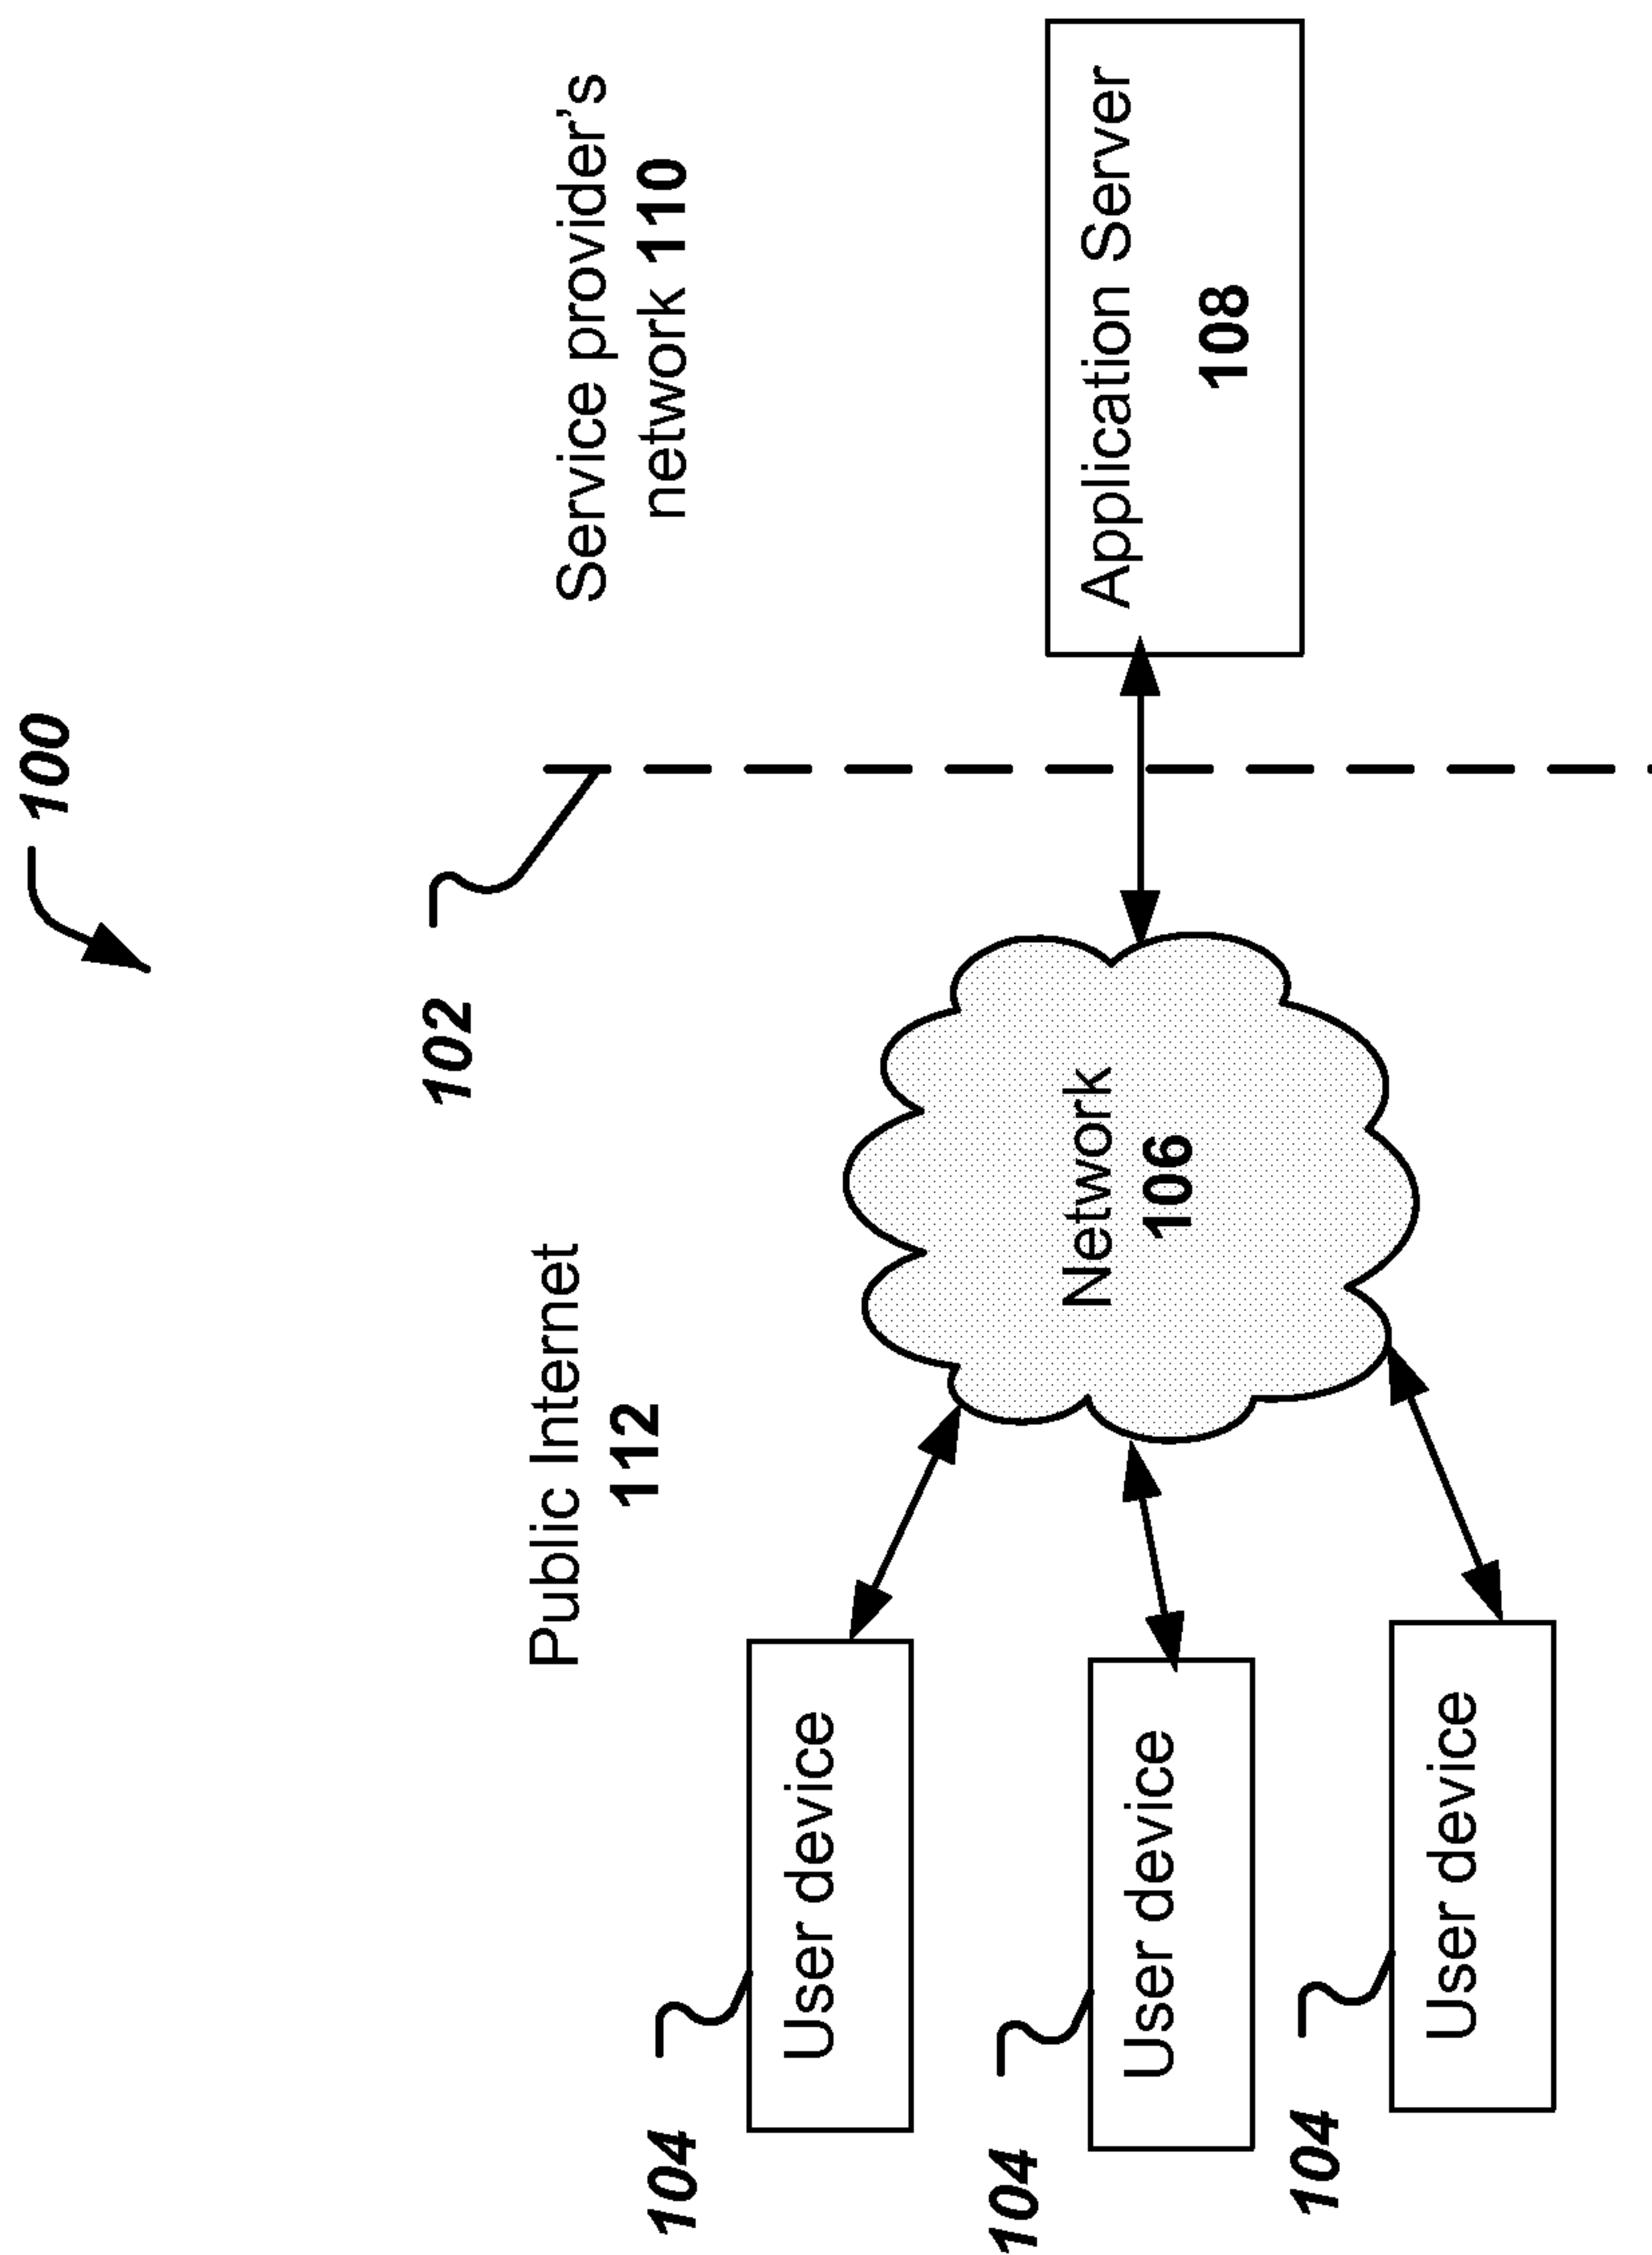 100
102
Public Internet
112
Service provider's
network 110
104
User device
104
User device
104
User device
Network
106
Application Server
108